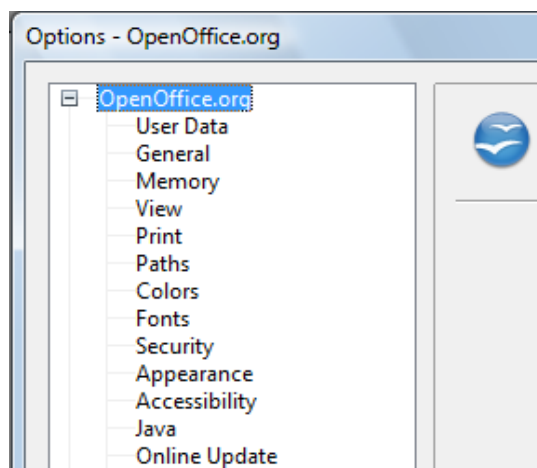 Options - OpenOffice.org
OpenOffice.org
User Data
General
Memory
View
Print
Paths
Colors
Fonts
Security
Appearance
Accessibility
Java
Online Update